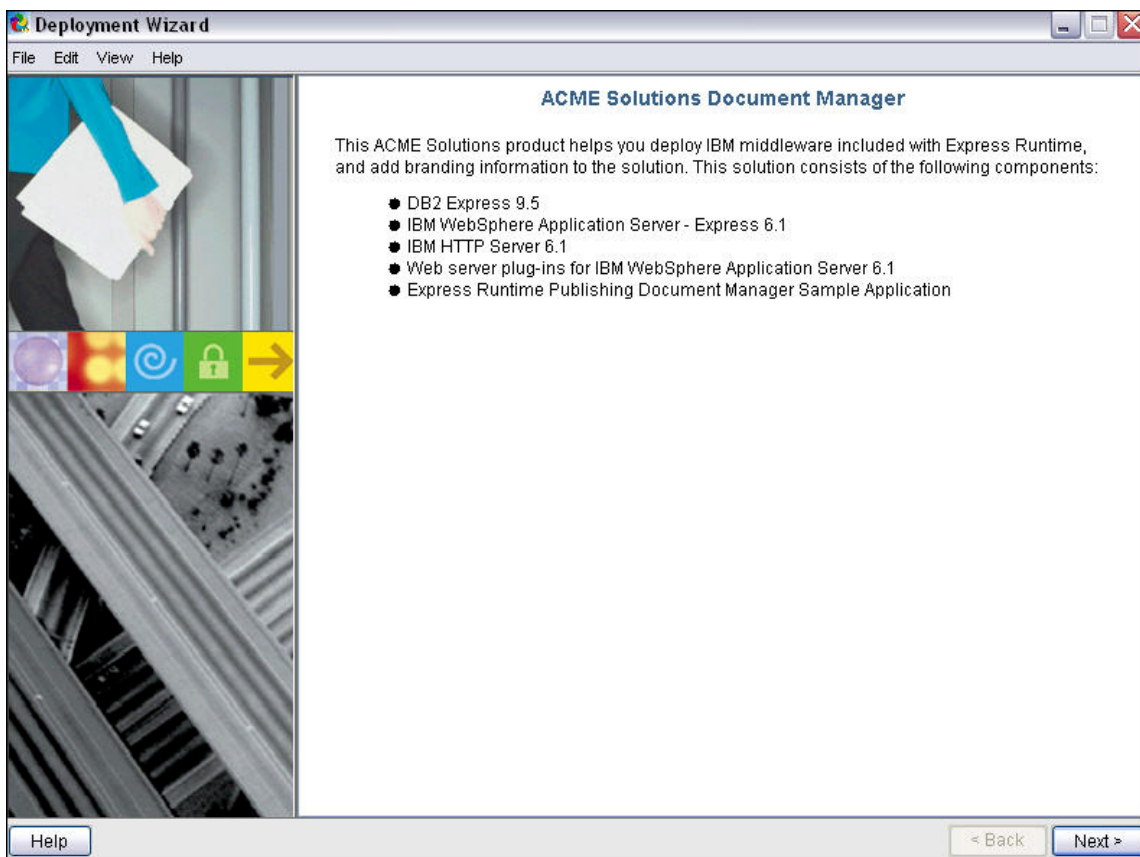 Deployment Wizard
File Edit View Help
ACME Solutions Document Manager
This ACME Solutions product helps you deploy IBM middleware included with Express Runtime,
and add branding information to the solution. This solution consists of the following components:
DB2 Express 9.5
IBM WebSphere Application Server - Express 6.1
IBM HTTP Server 6.1
Web server plug-ins for IBM WebSphere Application Server 6.1
Express Runtime Publishing Document Manager Sample Application
Help
< Back Next >